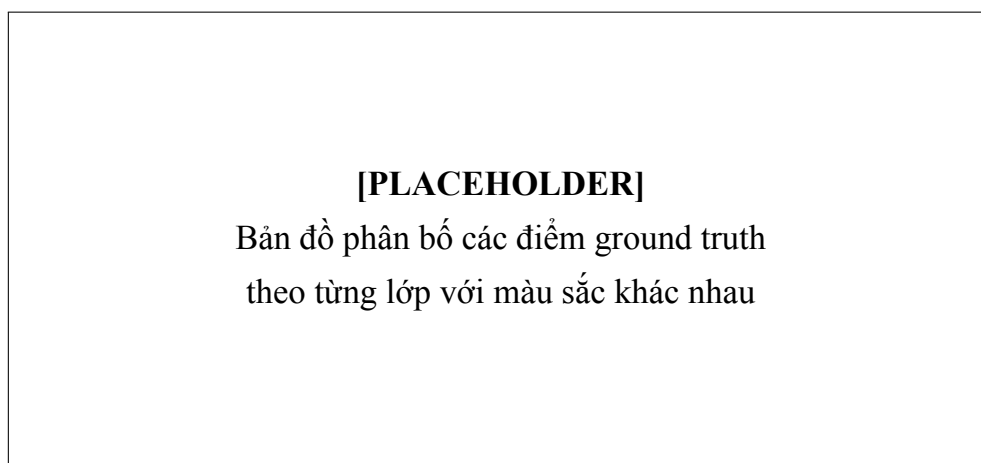 [PLACEHOLDER]
Bản đồ phân bố các điểm ground truth
theo từng lớp với màu sắc khác nhau